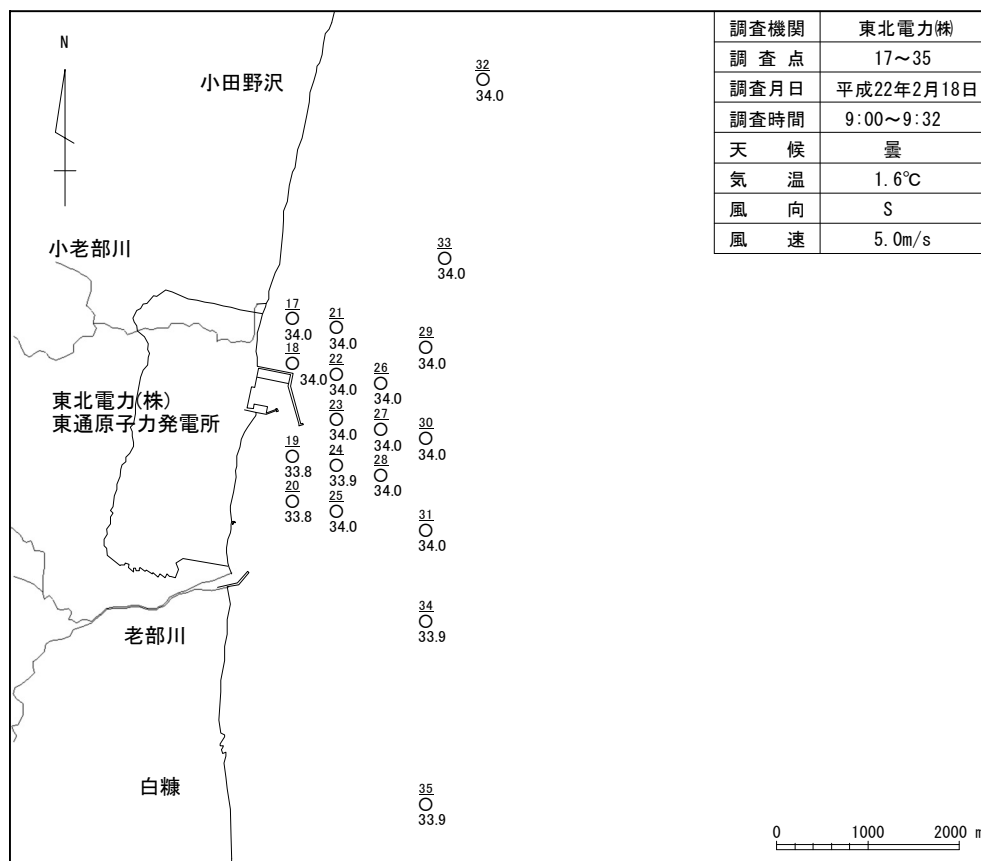 N
小田野沢
32
34.0
調査機関 東北電力㈱
調査点 17～35
調査月日 平成22年2月18日
調査時間 9:00～9:32
天候 曇
気温 1.6℃
風向 S
風速 5.0m/s
小老部川
33
34.0
17
34.0
21
34.0
29
34.0
18
34.0
22
34.0
26
34.0
東北電力(株)
東通原子力発電所
23
34.0
27
34.0
30
34.0
19
33.8
24
33.9
28
34.0
20
33.8
25
34.0
31
34.0
34
33.9
老部川
白糠
35
33.9
0 1000 2000 m